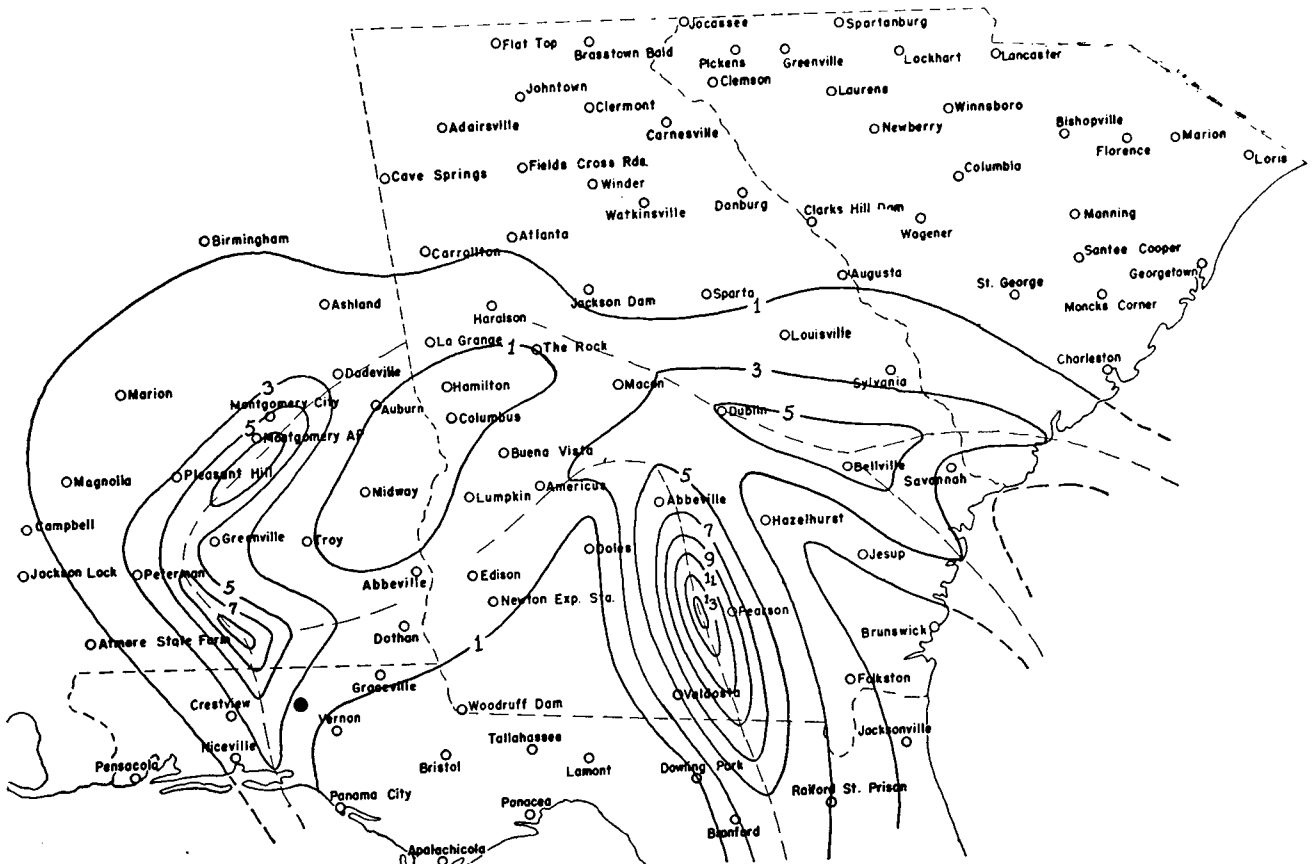 Jocassee
Spartanburg
Flat Top
Brasstown Bald
Pickens
Greenville
Lockhart
Lancaster
Clemson
Johntown
Laurens
Clermont
Winnsboro
Adairsville
Carnesville
Newberry
Bishopville
Florence
Marion
Loris
Fields Cross Rds.
Cave Springs
Columbia
Winder
Watkinsville
Danburg
Clarks Hill Dam
Wagener
Manning
Birmingham
Atlanta
Carrollton
Santee Cooper
Georgetown
Augusta
St. George
Moncks Corner
Ashland
Haralson
Jackson Dam
Sparta
1
Louisville
La Grange
1
The Rock
Charleston
Dadeville
3
Hamilton
Macon
3
Sylvania
Marion
Montgomery City
Auburn
Columbus
Dublin
5
5
Montgomery AP
Buena Vista
Bellville
Savannah
Magnolia
Pleasant Hill
Midway
Lumpkin
Americus
5
Abbeville
Hazelhurst
Campbell
Greenville
Troy
7
Doles
Jesup
9
Jackson Lock
Peterman
Abbeville
Edison
11
5
13
7
Newton Exp. Sta.
Pearson
Atmore State Farm
Dothan
1
Brunswick
Graceville
Valdosta
Folkston
Crestview
Vernon
Woodruff Dam
Niceville
Tallahassee
Jacksonville
Pensacola
Bristol
Lamont
Dowling Park
Raiford St. Prison
Panama City
Panacea
Branford
Apalachicola